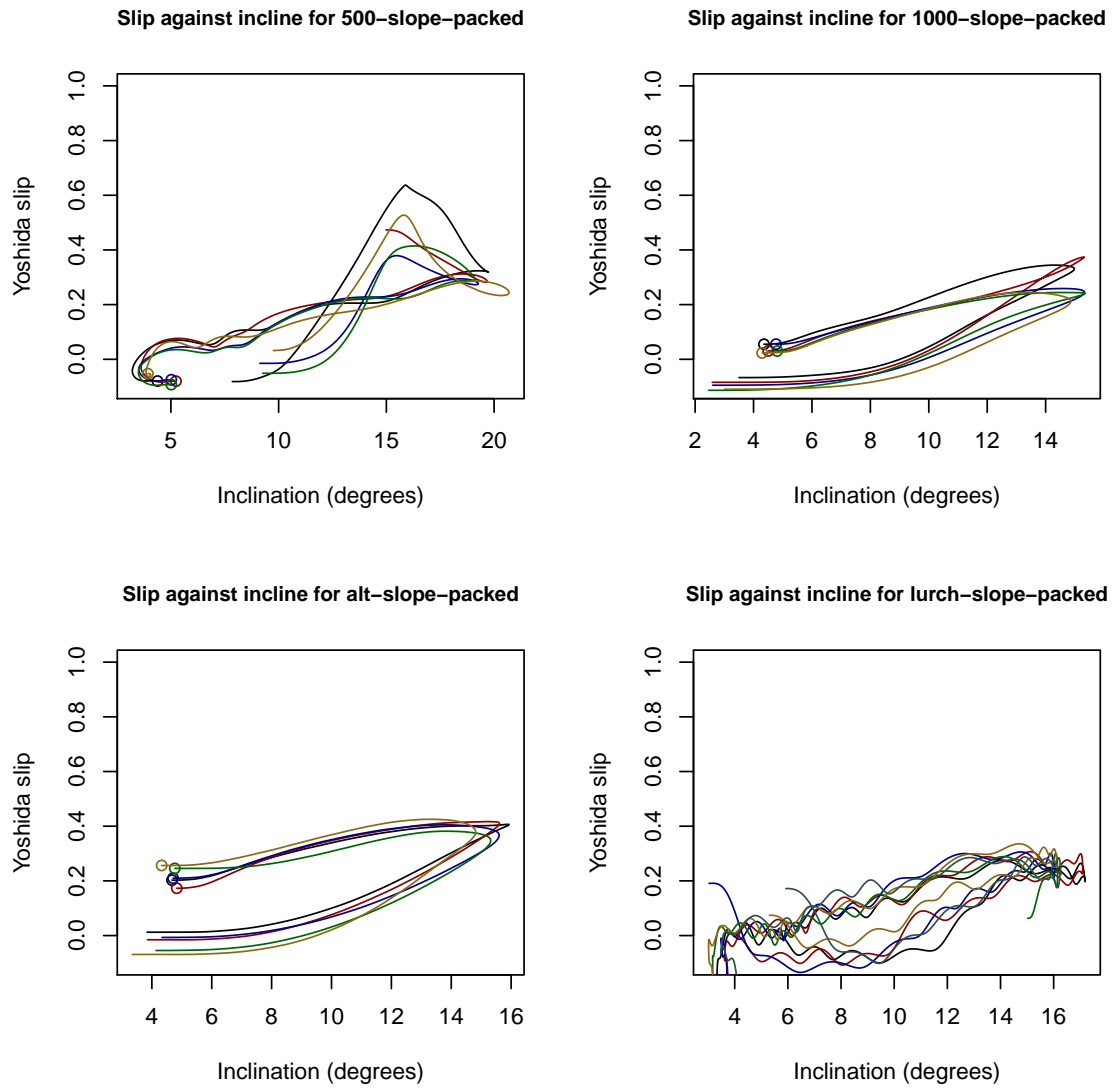 Slip against incline for 500−slope−packed
Yoshida slip
0.0 0.2 0.4 0.6 0.8 1.0
5 10 15 20
Inclination (degrees)
Slip against incline for 1000−slope−packed
Yoshida slip
0.0 0.2 0.4 0.6 0.8 1.0
2 4 6 8 10 12 14
Inclination (degrees)
Slip against incline for alt−slope−packed
Yoshida slip
0.0 0.2 0.4 0.6 0.8 1.0
4 6 8 10 12 14 16
Inclination (degrees)
Slip against incline for lurch−slope−packed
Yoshida slip
0.0 0.2 0.4 0.6 0.8 1.0
4 6 8 10 12 14 16
Inclination (degrees)